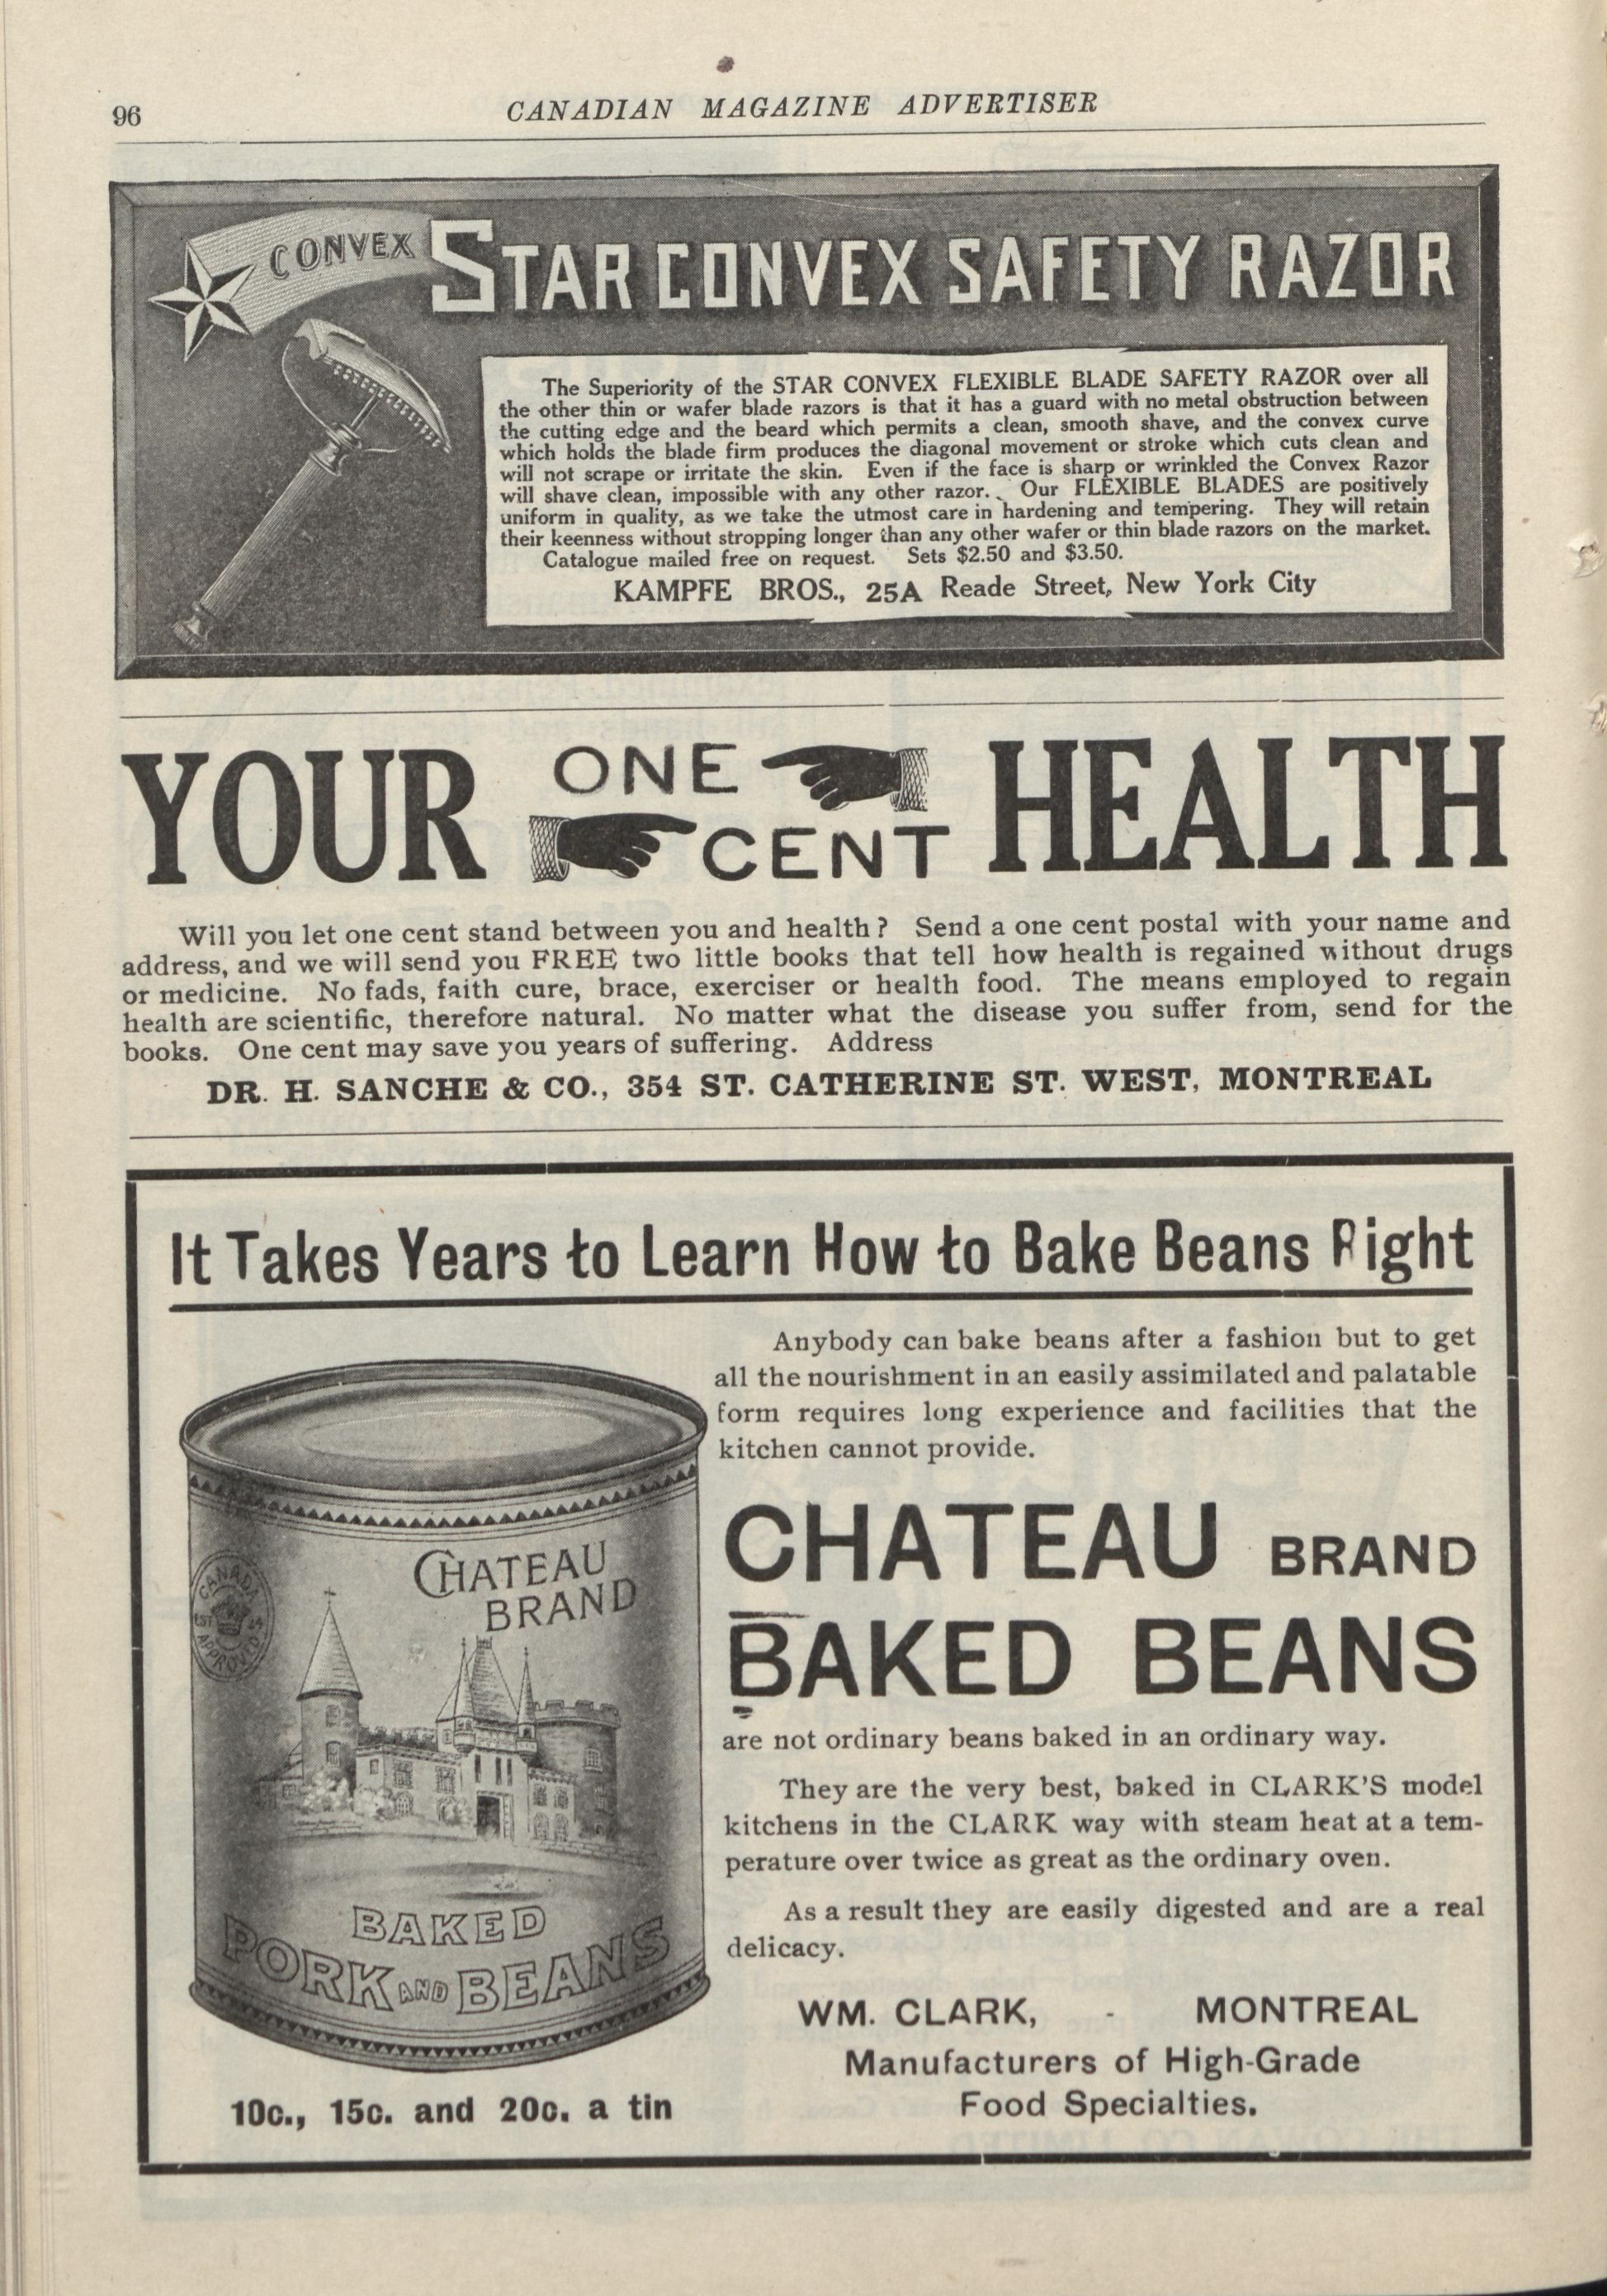 96
CANADIAN MAGAZINE ADVERTISER
CONVEX
STAR CONVEX SAFETY RAZOR
The Superiority of the STAR CONVEX FLEXIBLE BLADE SAFETY RAZOR over all
the other thin or wafer blade razors is that it has a guard with no metal obstruction between
the cutting edge and the beard which permits a clean, smooth shave, and the convex curve
which holds the blade firm produces the diagonal movement or stroke which cuts clean and
will not scrape or irritate the skin. Even if the face is sharp or wrinkled the Convex Razor
will shave clean, impossible with any other razor. Our FLEXIBLE BLADES are positively
uniform in quality, as we take the utmost care in hardening and tempering. They will retain
their keenness without stropping longer than any other wafer or thin blade razors on the market.
Catalogue mailed free on request. Sets $2.50 and $3.50.
KAMPFE BROS., 25A Reade Street, New York City
YOUR ONE CENT HEALTH
Will you let one cent stand between you and health? Send a one cent postal with your name and
address, and we will send you FREE two little books that tell how health is regained without drugs
or medicine. No fads, faith cure, brace, exerciser or health food. The means employed to regain
health are scientific, therefore natural. No matter what the disease you suffer from, send for the
books. One cent may save you years of suffering. Address
DR. H. SANCHE & CO., 354 ST. CATHERINE ST. WEST, MONTREAL
It Takes Years to Learn How to Bake Beans Right
Anybody can bake beans after a fashion but to get
all the nourishment in an easily assimilated and palatable
form requires long experience and facilities that the
kitchen cannot provide.
CHATEAU BRAND
BAKED BEANS
are not ordinary beans baked in an ordinary way.
They are the very best, baked in CLARK'S model
kitchens in the CLARK way with steam heat at a tem-
perature over twice as great as the ordinary oven.
As a result they are easily digested and are a real
delicacy.
WM. CLARK, - MONTREAL
Manufacturers of High-Grade
Food Specialties.
CHATEAU
BRAND
CANADA
APPROVED
BAKED
PORK AND BEANS
10c., 15c. and 20c. a tin